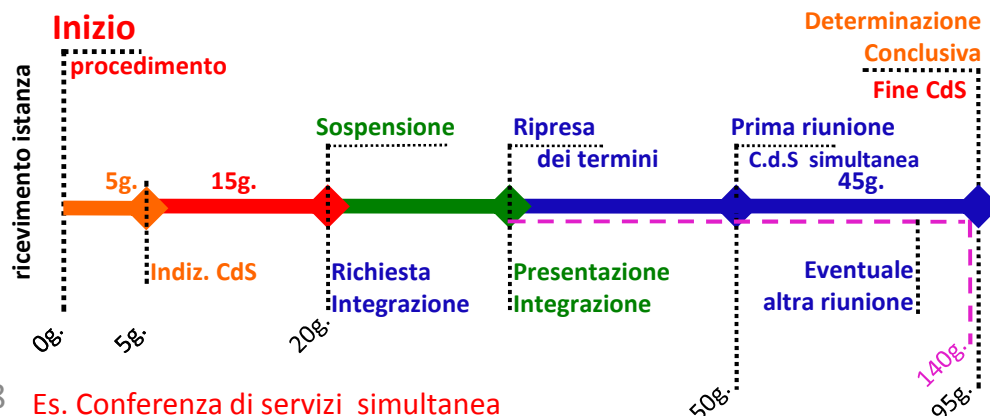 Inizio
procedimento
ricevimento istanza
Determinazione
Conclusiva
Fine CdS
Sospensione
Ripresa
dei termini
Prima riunione
C.d.S simultanea
5g.
15g.
45g.
Indiz. CdS
Richiesta
Integrazione
Presentazione
Integrazione
Eventuale
altra riunione
0g.
5g.
20g.
50g.
140g.
95g.
Es. Conferenza di servizi simultanea